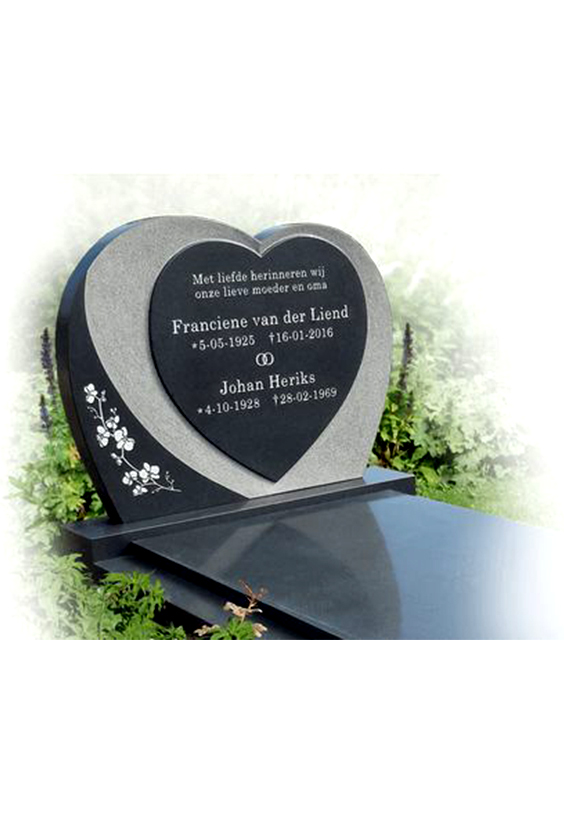 Met liefde herinneren wij
onze lieve moeder en oma
Franciene van der Liend
*5-05-1925 †16-01-2016
Johan Heriks
*4-10-1928 †28-02-1969